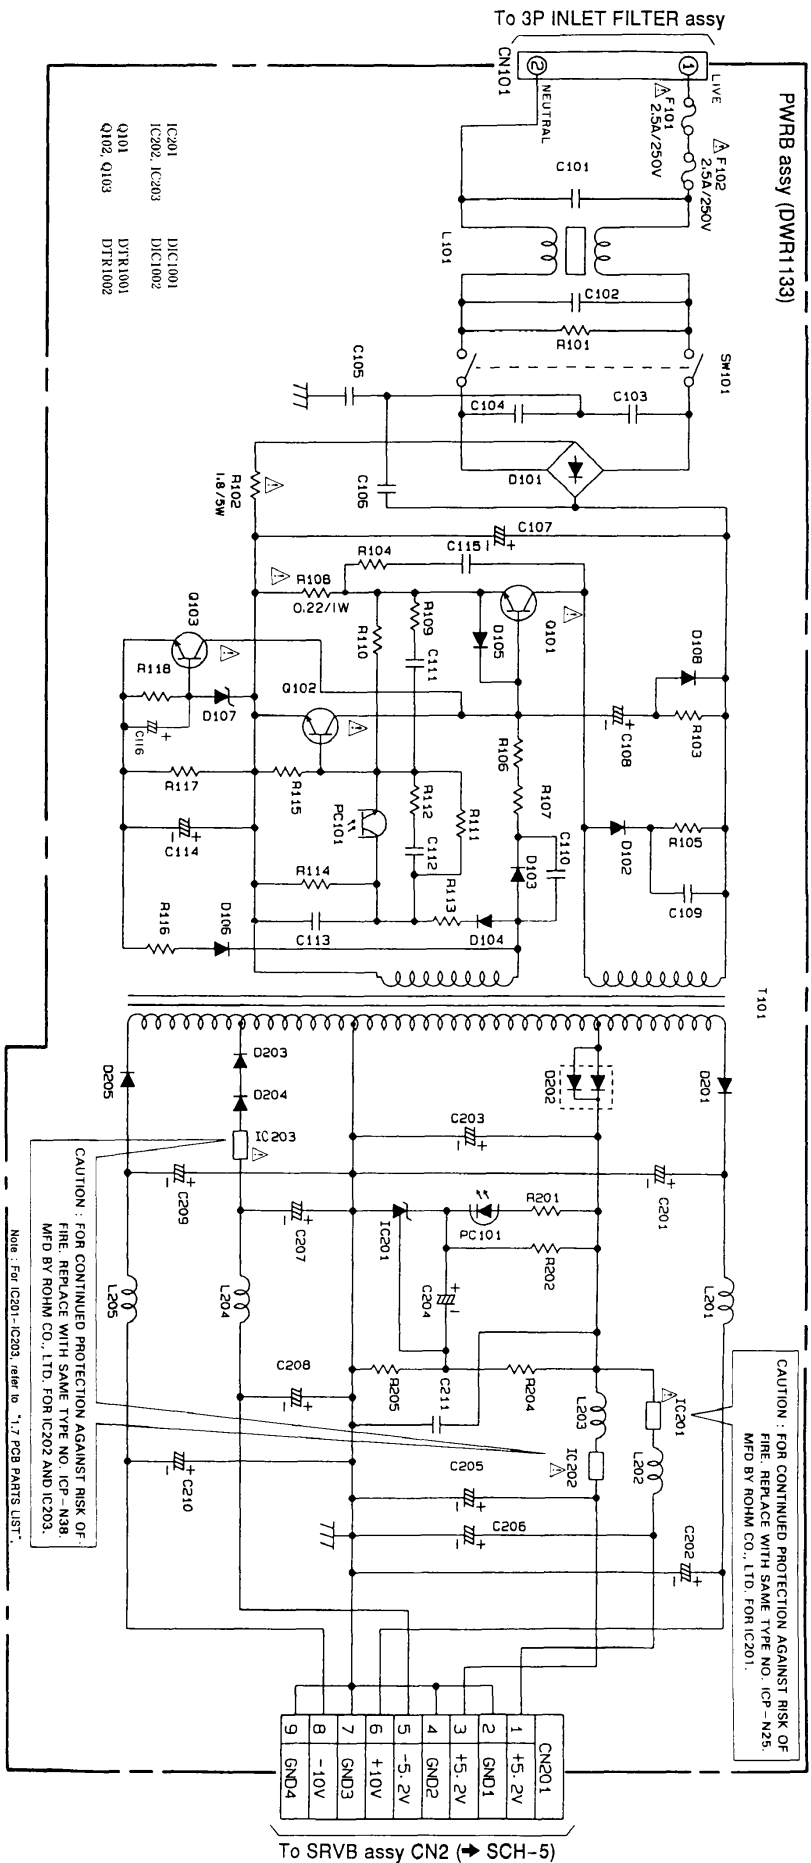 To 3P INLET FILTER assy
CN101
2
1
NEUTRAL
LIVE
PWRB assy (DWR1133)
F101
2.5A/250V
F102
2.5A/250V
C101
L101
C102
R101
SW101
C105
C104
C103
D101
C106
R102
1.8/5W
IC201 DIC1001
IC202, IC203 DIC1002
Q101 DTR1001
Q102, Q103 DTR1002
C107
R104
C115
R108
0.22/1W
R109
R110
C111
D105
Q101
Q103
R118
D107
C116
Q102
D108
R103
C108
R106
R107
R117
R115
PC101
R112
R111
C114
C112
C110
D103
D102
R105
C109
R114
R113
D104
C113
R116
D106
T101
D205
D203
D204
IC203
D202
D201
C203
C209
C207
IC201
PC101
R201
R202
C201
C204
L205
L204
L201
C208
R205
C211
R204
L203
IC201
L202
IC202
C210
C205
C206
C202
CAUTION : FOR CONTINUED PROTECTION AGAINST RISK OF
FIRE. REPLACE WITH SAME TYPE NO. ICP-N38.
MFD BY ROHM CO., LTD. FOR IC202 AND IC203.
CAUTION : FOR CONTINUED PROTECTION AGAINST RISK OF
FIRE. REPLACE WITH SAME TYPE NO. ICP-N25.
MFD BY ROHM CO., LTD. FOR IC201.
Note : For IC201-IC203, refer to "1.7 PCB PARTS LIST".
CN201
1 +5.2V
2 GND1
3 +5.2V
4 GND2
5 -5.2V
6 +10V
7 GND3
8 -10V
9 GND4
To SRVB assy CN2 (➔ SCH-5)